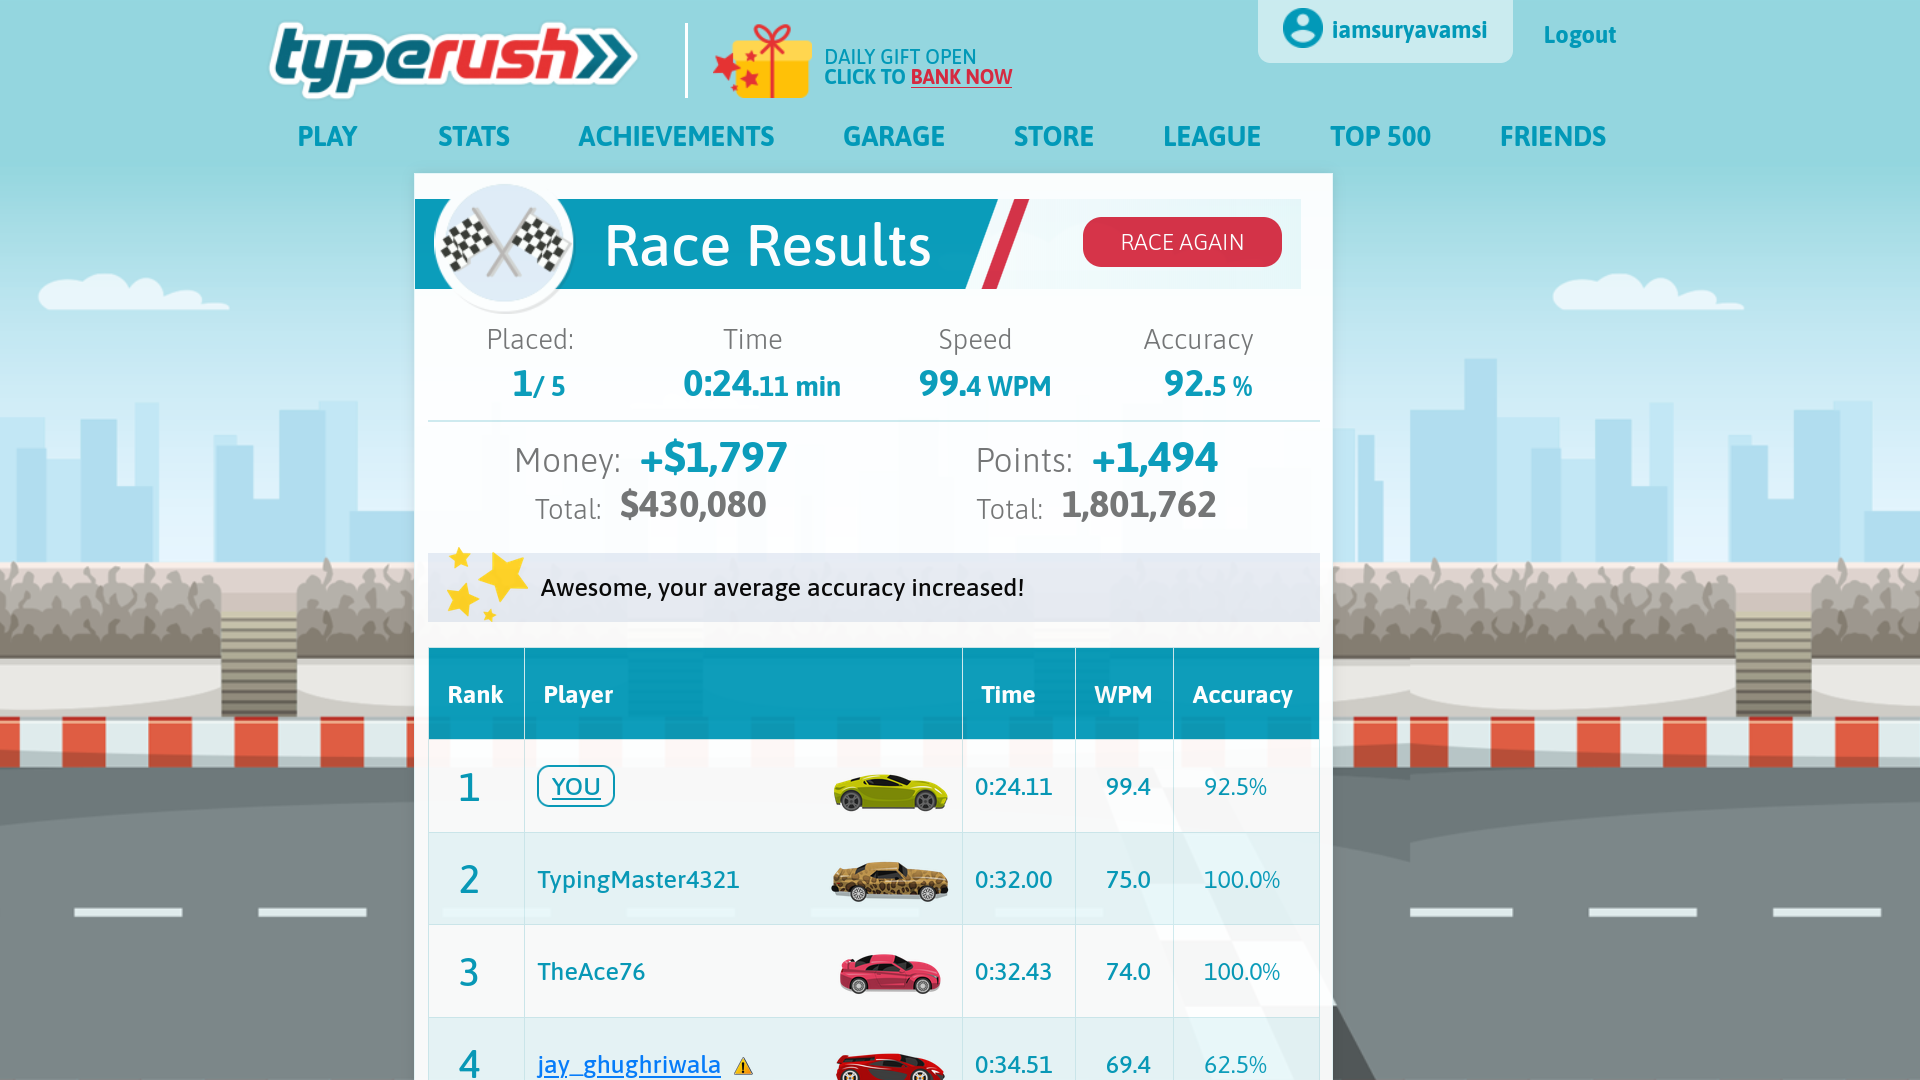 typerush
DAILY GIFT OPEN
CLICK TO BANK NOW
iamsuryavamsi
Logout
PLAY STATS ACHIEVEMENTS GARAGE STORE LEAGUE TOP 500 FRIENDS
Race Results
RACE AGAIN
Placed: Time Speed Accuracy
1/ 5 0:24.11 min 99.4 WPM 92.5 %
Money: +$1,797 Points: +1,494
Total: $430,080 Total: 1,801,762
Awesome, your average accuracy increased!
Rank Player Time WPM Accuracy
1 YOU 0:24.11 99.4 92.5%
2 TypingMaster4321 0:32.00 75.0 100.0%
3 TheAce76 0:32.43 74.0 100.0%
4 jay_ghughriwala 0:34.51 69.4 62.5%